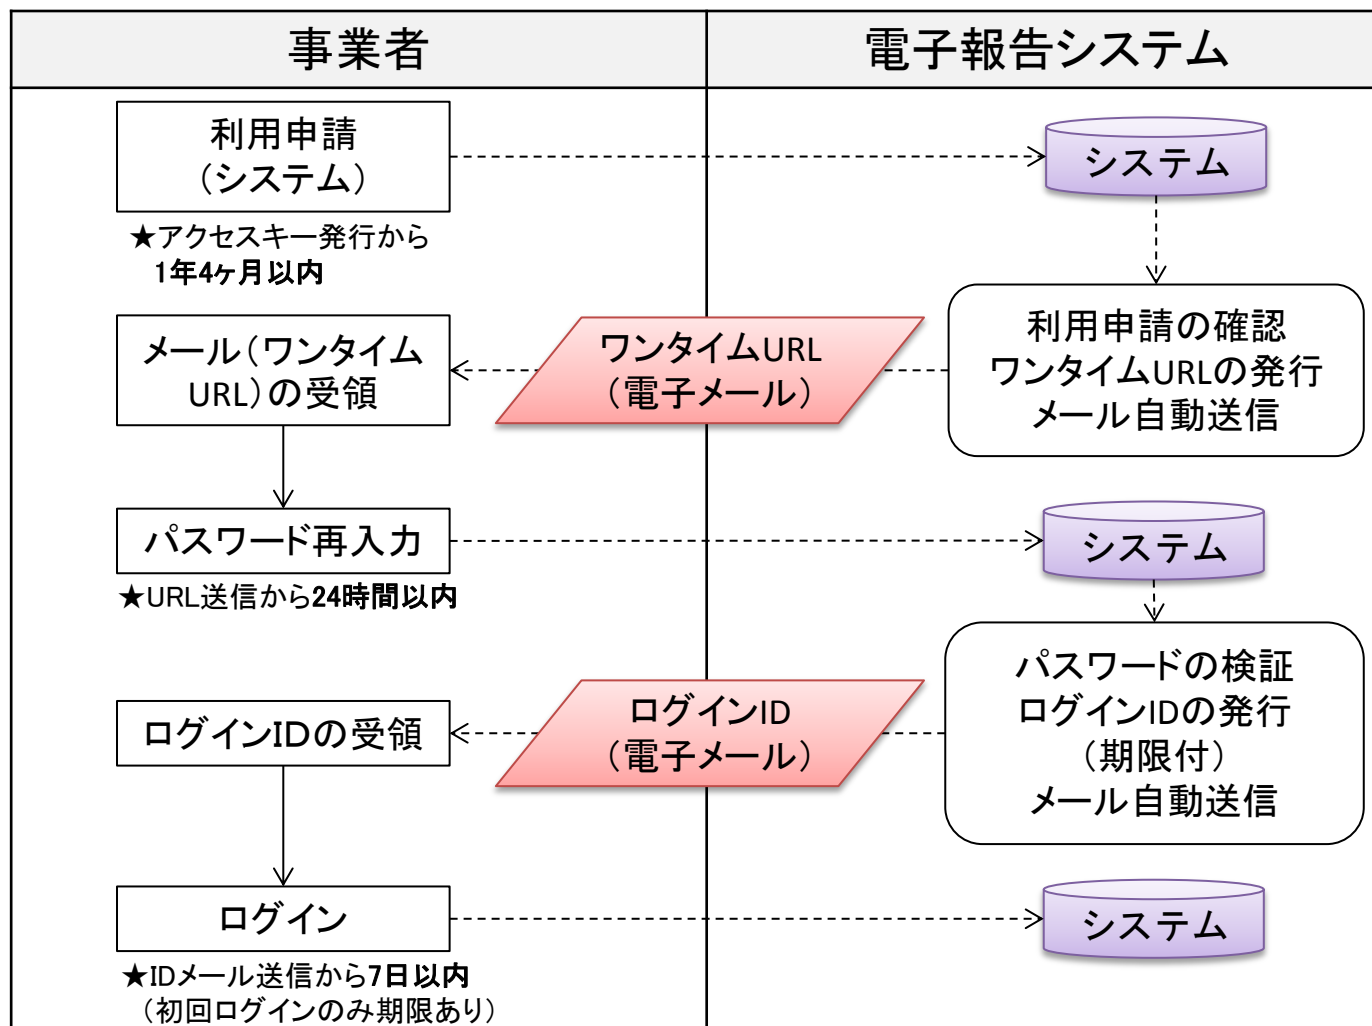 事業者
電子報告システム
利用申請
（システム）
システム
★アクセスキー発行から
1年4ヶ月以内
メール（ワンタイム
URL）の受領
ワンタイムURL
（電子メール）
利用申請の確認
ワンタイムURLの発行
メール自動送信
パスワード再入力
システム
★URL送信から24時間以内
パスワードの検証
ログインIDの発行
（期限付）
メール自動送信
ログインID
（電子メール）
ログインIDの受領
ログイン
システム
★IDメール送信から7日以内
（初回ログインのみ期限あり）